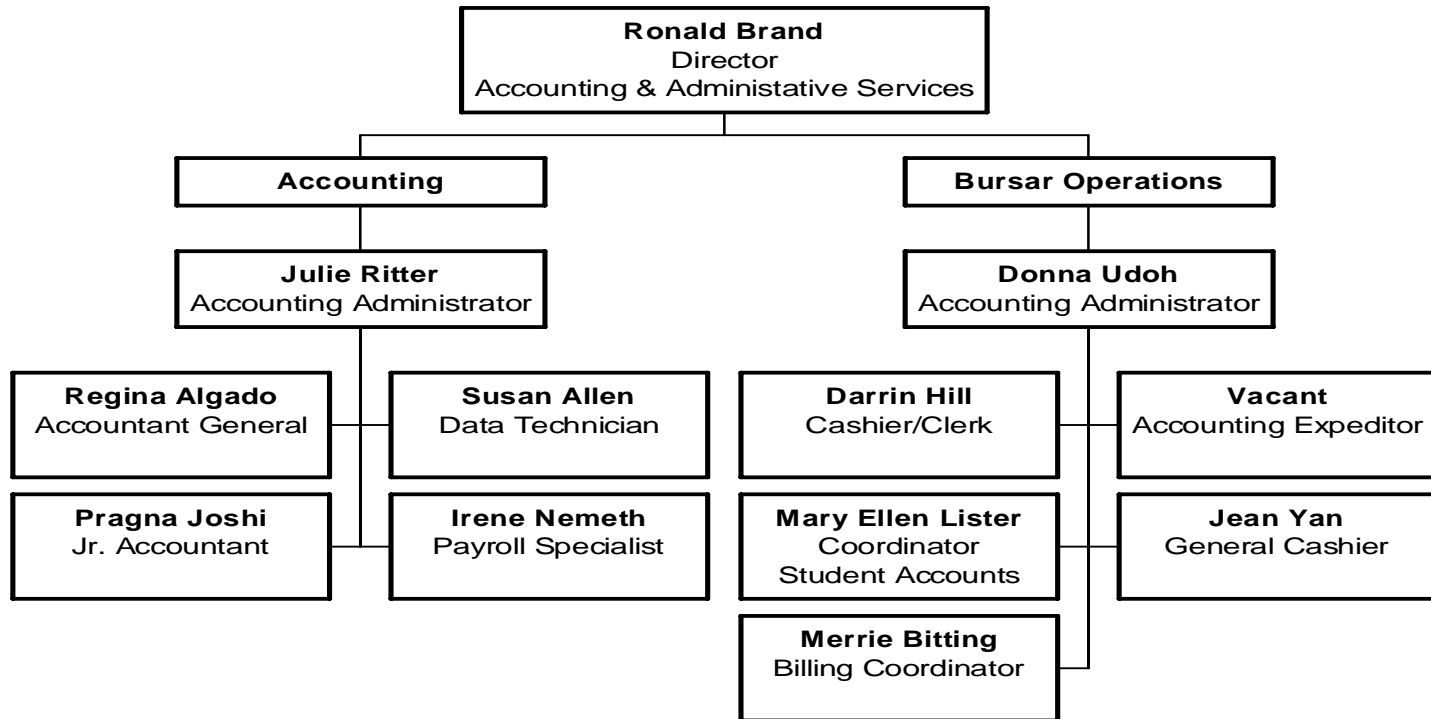 Ronald Brand
Director
Accounting & Administative Services
Accounting
Bursar Operations
Julie Ritter
Accounting Administrator
Donna Udoh
Accounting Administrator
Regina Algado
Accountant General
Susan Allen
Data Technician
Darrin Hill
Cashier/Clerk
Vacant
Accounting Expeditor
Pragna Joshi
Jr. Accountant
Irene Nemeth
Payroll Specialist
Mary Ellen Lister
Coordinator
Student Accounts
Jean Yan
General Cashier
Merrie Bitting
Billing Coordinator